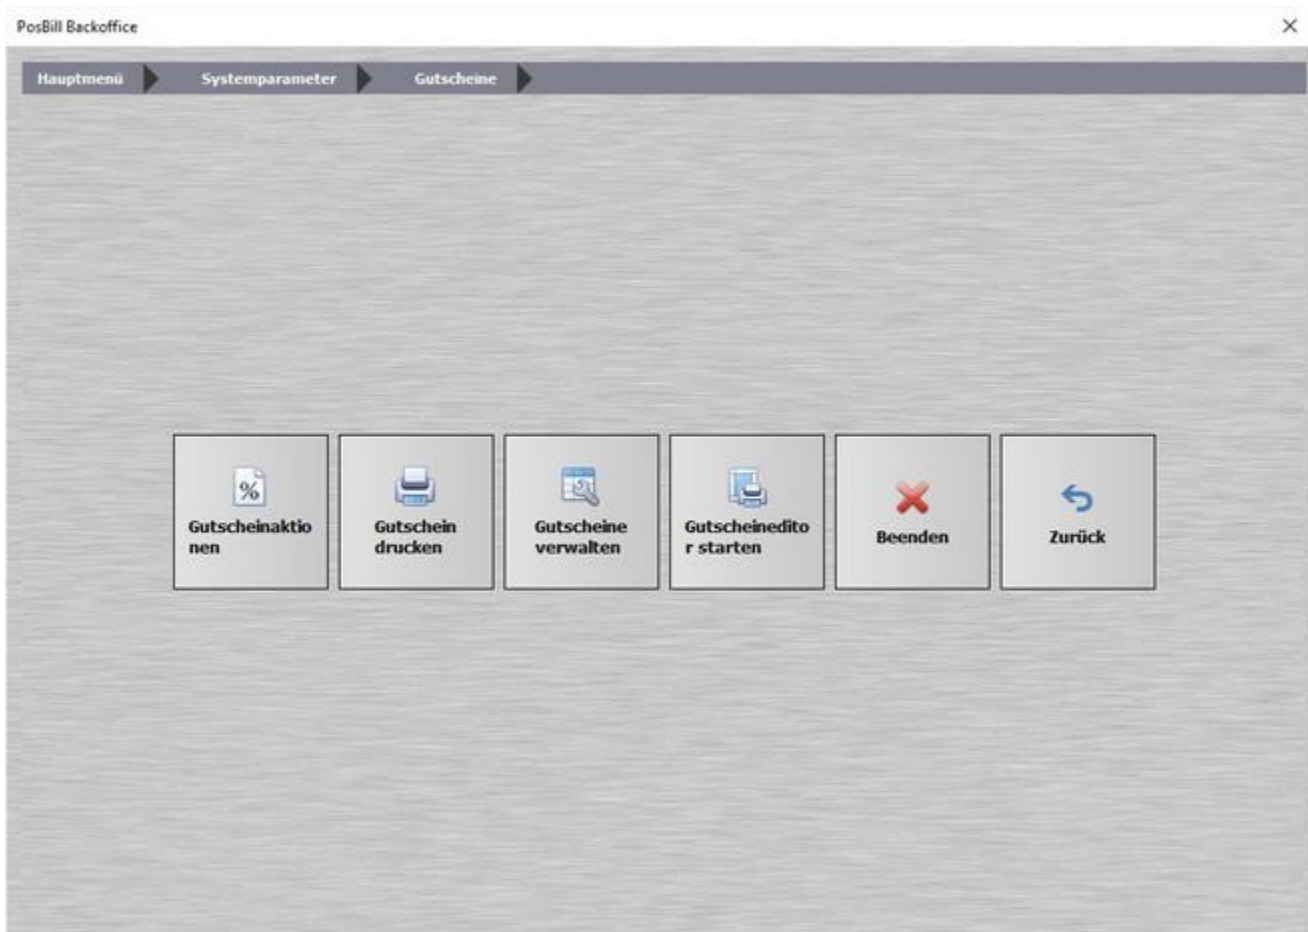 PosBill Backoffice
Hauptmenü Systemparameter Gutscheine
%
Gutscheinaktio
nen
Gutschein
drucken
Gutscheine
verwalten
Gutscheinedito
r starten
Beenden
Zurück